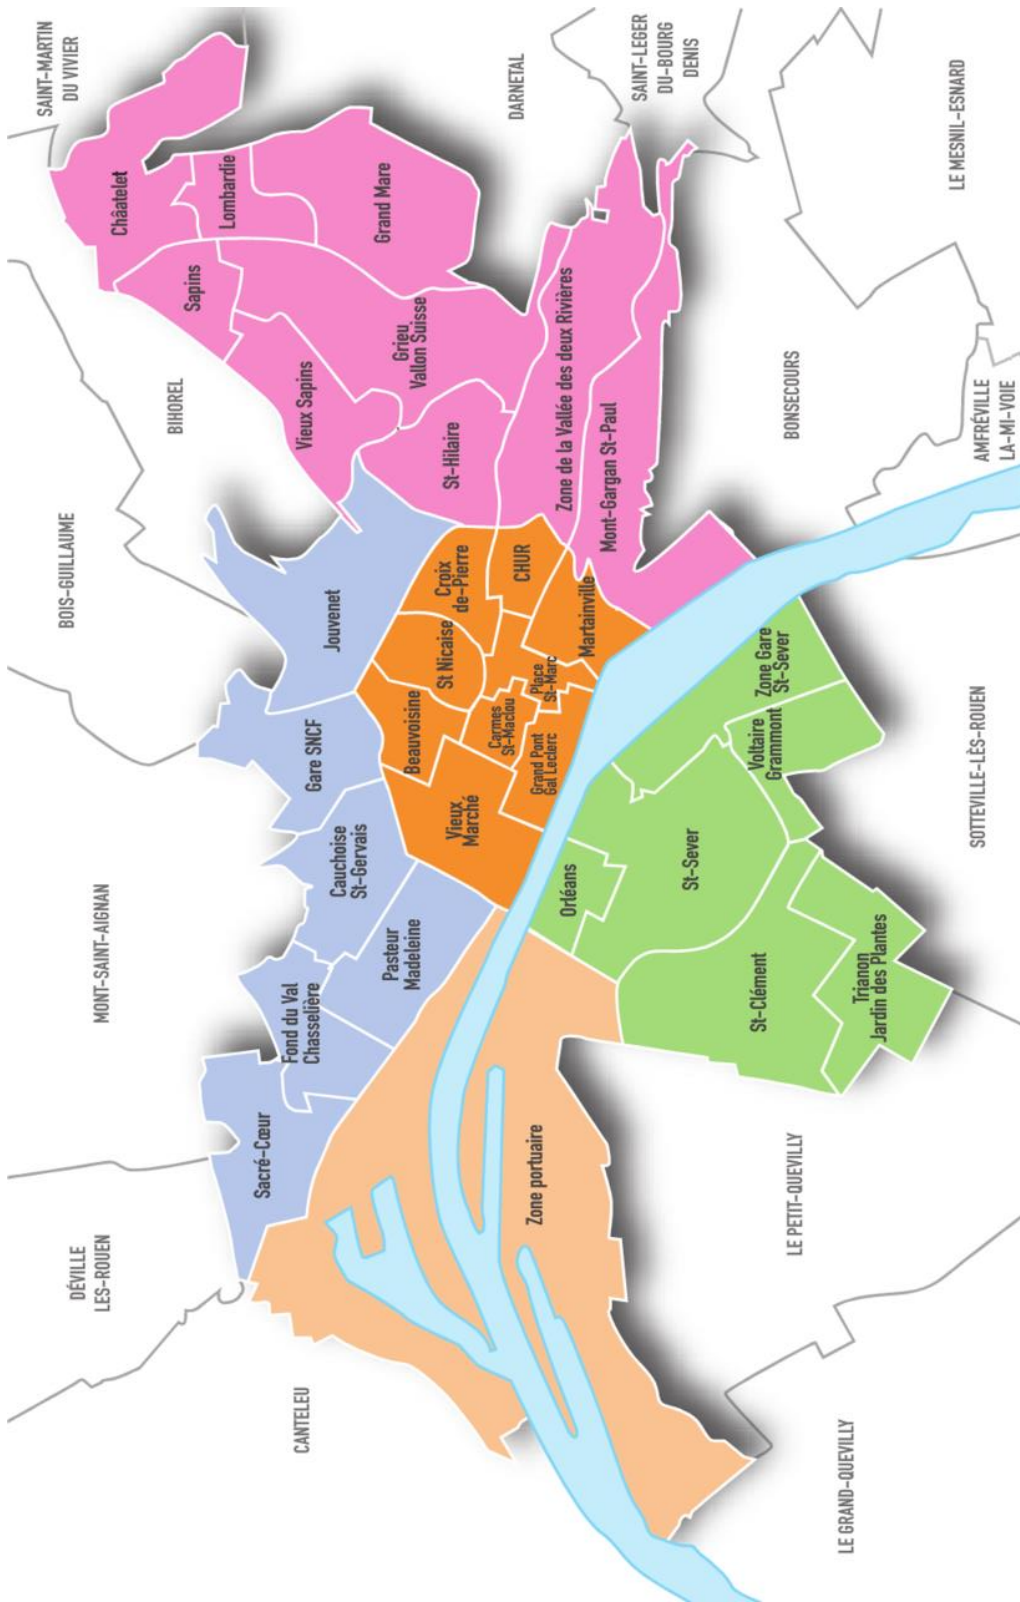 DÉVILLE
LES-ROUEN
MONT-SAINT-AIGNAN
BOIS-GUILLAUME
BIHOREL
SAINT-MARTIN
DU VIVIER
DARNETAL
SAINT-LEGER
DU-BOURG
DENIS
LE MESNIL-ESNARD
BONSECOURS
AMFRÉVILLE
LA-MI-VOIE
SOTTEVILLE-LÈS-ROUEN
LE PETIT-QUEVILLY
LE GRAND-QUEVILLY
CANTELEU
Sacré-Cœur
Fond du Val
Chasselière
Pasteur
Madeleine
Cauchoise
St-Gervais
Gare SNCF
Jouvenet
Châtelet
Lombardie
Sapins
Grand Mare
Vieux Sapins
Grieu
Vallon Suisse
St-Hilaire
Zone de la Vallée des deux Rivières
Mont-Gargan St-Paul
Vieux
Marché
Beauvoisine
St Nicaise
Croix
de-Pierre
CHUR
Martainville
Carmes
St-Maclou
Place
St-Marc
Grand Pont
Gal Leclerc
Zone portuaire
Orléans
St-Sever
Voltaire
Grammont
Zone Gare
St-Sever
St-Clément
Trianon
Jardin des Plantes